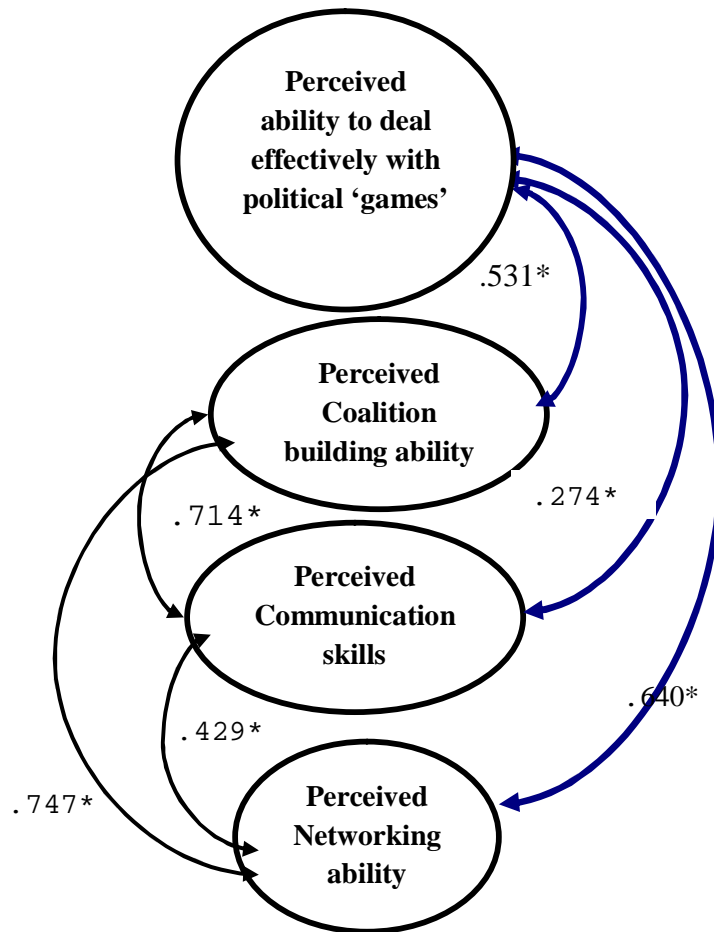 Perceived
ability to deal
effectively with
political ‘games’
.531*
Perceived
Coalition
building ability
.274*
.714*
Perceived
Communication
skills
.640*
.429*
.747*
Perceived
Networking
ability